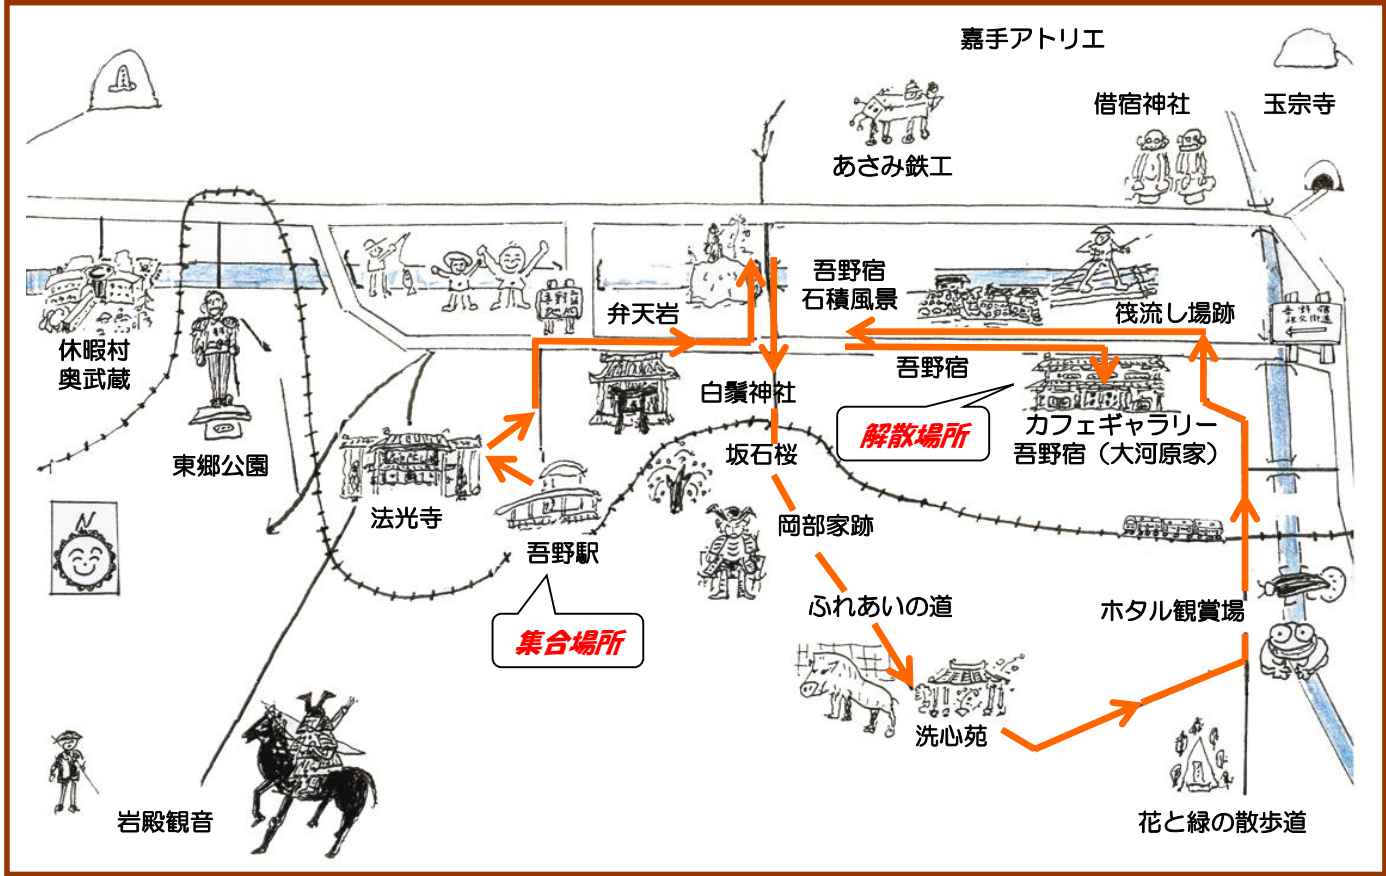 嘉手アトリエ
借宿神社
玉宗寺
あさみ鉄工
休暇村
奥武蔵
弁天岩
吾野宿
石積風景
筏流し場跡
吾野宿
白鬚神社
解散場所
カフェギャラリー
吾野宿（大河原家）
東郷公園
坂石桜
法光寺
N
岡部家跡
吾野駅
集合場所
ふれあいの道
ホタル観賞場
洗心苑
岩殿観音
花と緑の散歩道